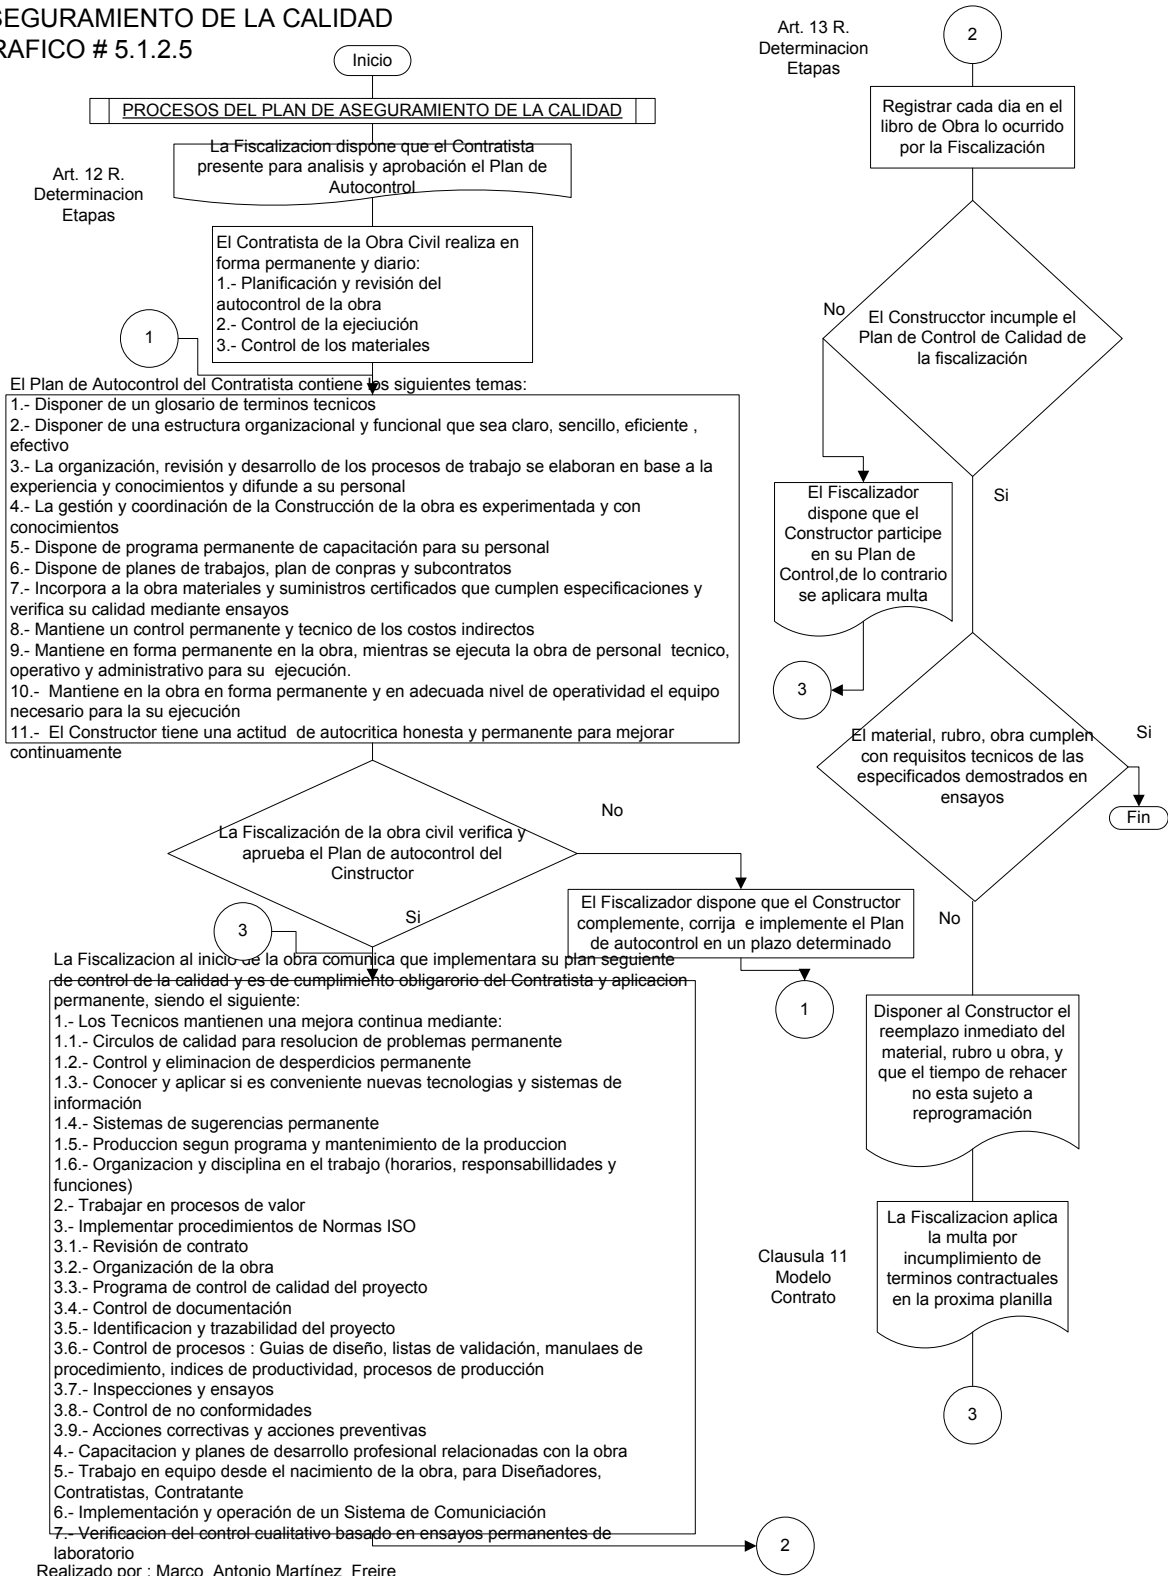 SEGURAMIENTO DE LA CALIDAD
RAFICO # 5.1.2.5
Inicio
PROCESOS DEL PLAN DE ASEGURAMIENTO DE LA CALIDAD
La Fiscalizacion dispone que el Contratista
presente para analisis y aprobación el Plan de
Autocontrol
Art. 12 R.
Determinacion
Etapas
El Contratista de la Obra Civil realiza en
forma permanente y diario:
1.- Planificación y revisión del
autocontrol de la obra
2.- Control de la ejeciución
3.- Control de los materiales
1
El Plan de Autocontrol del Contratista contiene los siguientes temas:
1.- Disponer de un glosario de terminos tecnicos
2.- Disponer de una estructura organizacional y funcional que sea claro, sencillo, eficiente ,
efectivo
3.- La organización, revisión y desarrollo de los procesos de trabajo se elaboran en base a la
experiencia y conocimientos y difunde a su personal
4.- La gestión y coordinación de la Construcción de la obra es experimentada y con
conocimientos
5.- Dispone de programa permanente de capacitación para su personal
6.- Dispone de planes de trabajos, plan de conpras y subcontratos
7.- Incorpora a la obra materiales y suministros certificados que cumplen especificaciones y
verifica su calidad mediante ensayos
8.- Mantiene un control permanente y tecnico de los costos indirectos
9.- Mantiene en forma permanente en la obra, mientras se ejecuta la obra de personal tecnico,
operativo y administrativo para su ejecución.
10.- Mantiene en la obra en forma permanente y en adecuada nivel de operatividad el equipo
necesario para la su ejecución
11.- El Constructor tiene una actitud de autocritica honesta y permanente para mejorar
continuamente
La Fiscalización de la obra civil verifica y
aprueba el Plan de autocontrol del
Cinstructor
No
Si
El Fiscalizador dispone que el Constructor
complemente, corrija e implemente el Plan
de autocontrol en un plazo determinado
1
3
La Fiscalizacion al inicio de la obra comunica que implementara su plan seguiente
de control de la calidad y es de cumplimiento obligarorio del Contratista y aplicacion
permanente, siendo el siguiente:
1.- Los Tecnicos mantienen una mejora continua mediante:
1.1.- Circulos de calidad para resolucion de problemas permanente
1.2.- Control y eliminacion de desperdicios permanente
1.3.- Conocer y aplicar si es conveniente nuevas tecnologias y sistemas de
información
1.4.- Sistemas de sugerencias permanente
1.5.- Produccion segun programa y mantenimiento de la produccion
1.6.- Organizacion y disciplina en el trabajo (horarios, responsabillidades y
funciones)
2.- Trabajar en procesos de valor
3.- Implementar procedimientos de Normas ISO
3.1.- Revisión de contrato
3.2.- Organización de la obra
3.3.- Programa de control de calidad del proyecto
3.4.- Control de documentación
3.5.- Identificacion y trazabilidad del proyecto
3.6.- Control de procesos : Guias de diseño, listas de validación, manulaes de
procedimiento, indices de productividad, procesos de producción
3.7.- Inspecciones y ensayos
3.8.- Control de no conformidades
3.9.- Acciones correctivas y acciones preventivas
4.- Capacitacion y planes de desarrollo profesional relacionadas con la obra
5.- Trabajo en equipo desde el nacimiento de la obra, para Diseñadores,
Contratistas, Contratante
6.- Implementación y operación de un Sistema de Comuniciación
7.- Verificacion del control cualitativo basado en ensayos permanentes de
laboratorio
2
Realizado por : Marco Antonio Martínez Freire
Art. 13 R.
Determinacion
Etapas
2
Registrar cada dia en el
libro de Obra lo ocurrido
por la Fiscalización
No
El Construcctor incumple el
Plan de Control de Calidad de
la fiscalización
Si
El Fiscalizador
dispone que el
Constructor participe
en su Plan de
Control,de lo contrario
se aplicara multa
3
El material, rubro, obra cumplen
con requisitos tecnicos de las
especificados demostrados en
ensayos
Si
Fin
No
Disponer al Constructor el
reemplazo inmediato del
material, rubro u obra, y
que el tiempo de rehacer
no esta sujeto a
reprogramación
Clausula 11
Modelo
Contrato
La Fiscalizacion aplica
la multa por
incumplimiento de
terminos contractuales
en la proxima planilla
3